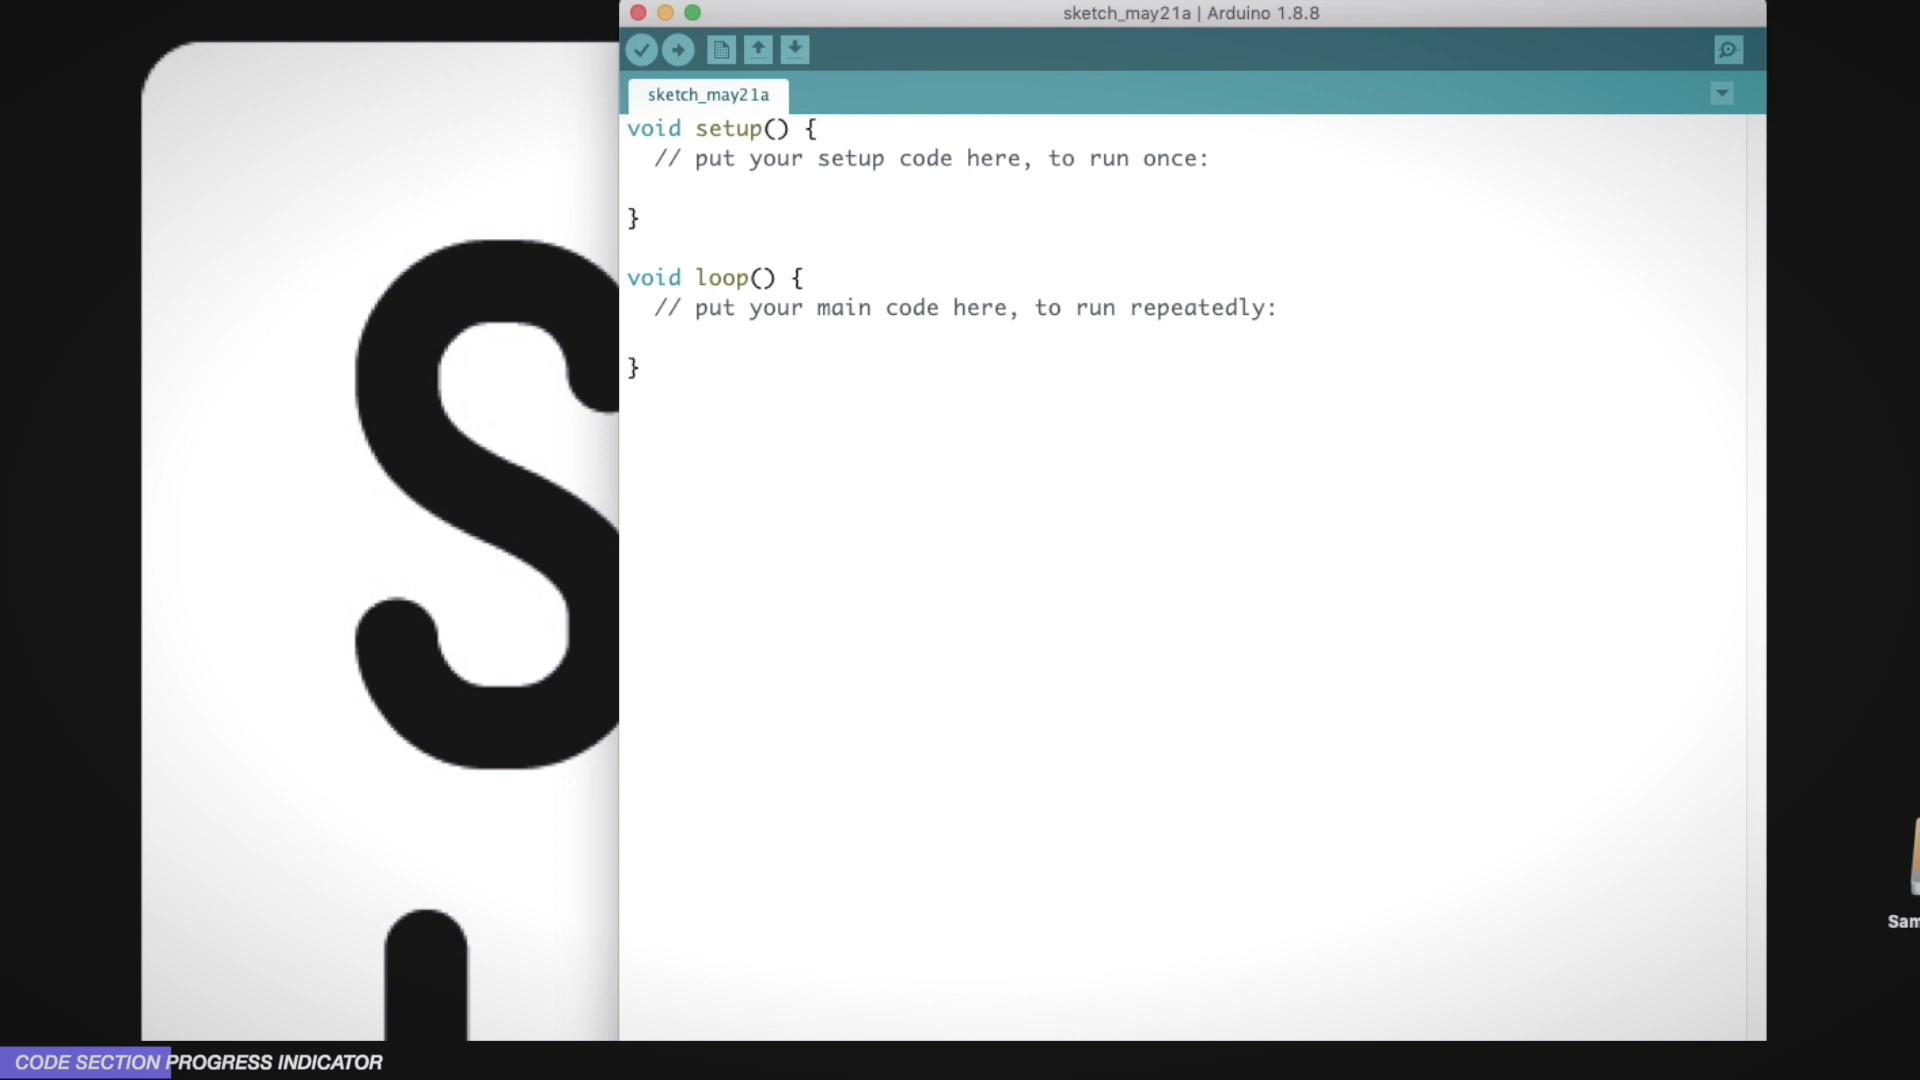 sketch_may21a | Arduino 1.8.8
sketch_may21a
void setup() {
  // put your setup code here, to run once:

}

void loop() {
  // put your main code here, to run repeatedly:

}
S
Sam
CODE SECTION PROGRESS INDICATOR